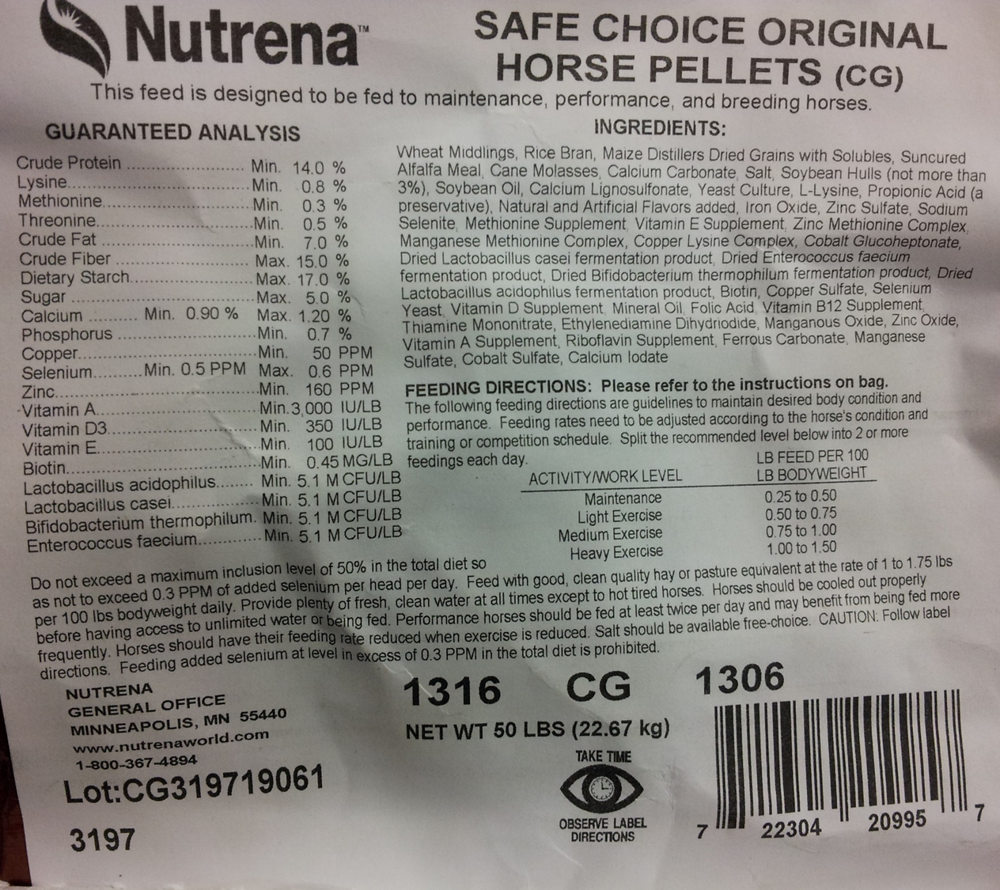 Nutrena™
SAFE CHOICE ORIGINAL
HORSE PELLETS (CG)
This feed is designed to be fed to maintenance, performance, and breeding horses.
GUARANTEED ANALYSIS
Crude Protein ........................ Min. 14.0 %
Lysine.......................................... Min. 0.8 %
Methionine.............................. Min. 0.3 %
Threonine............................... Min. 0.5 %
Crude Fat ............................... Min. 7.0 %
Crude Fiber ........................... Max. 15.0 %
Dietary Starch........................ Max. 17.0 %
Sugar .................................... Max. 5.0 %
Calcium .......... Min. 0.90 % Max. 1.20 %
Phosphorus ........................... Min. 0.7 %
Copper................................... Min. 50 PPM
Selenium.........Min. 0.5 PPM Max. 0.6 PPM
Zinc........................................ Min. 160 PPM
Vitamin A............................... Min. 3,000 IU/LB
Vitamin D3............................. Min. 350 IU/LB
Vitamin E............................... Min. 100 IU/LB
Biotin..................................... Min. 0.45 MG/LB
Lactobacillus acidophilus....... Min. 5.1 M CFU/LB
Lactobacillus casei................ Min. 5.1 M CFU/LB
Bifidobacterium thermophilum. Min. 5.1 M CFU/LB
Enterococcus faecium............ Min. 5.1 M CFU/LB
INGREDIENTS:
Wheat Middlings, Rice Bran, Maize Distillers Dried Grains with Solubles, Suncured
Alfalfa Meal, Cane Molasses, Calcium Carbonate, Salt, Soybean Hulls (not more than
3%), Soybean Oil, Calcium Lignosulfonate, Yeast Culture, L-Lysine, Propionic Acid (a
preservative), Natural and Artificial Flavors added, Iron Oxide, Zinc Sulfate, Sodium
Selenite, Methionine Supplement, Vitamin E Supplement, Zinc Methionine Complex,
Manganese Methionine Complex, Copper Lysine Complex, Cobalt Glucoheptonate,
Dried Lactobacillus casei fermentation product, Dried Enterococcus faecium
fermentation product, Dried Bifidobacterium thermophilum fermentation product, Dried
Lactobacillus acidophilus fermentation product, Biotin, Copper Sulfate, Selenium
Yeast, Vitamin D Supplement, Mineral Oil, Folic Acid, Vitamin B12 Supplement,
Thiamine Mononitrate, Ethylenediamine Dihydriodide, Manganous Oxide, Zinc Oxide,
Vitamin A Supplement, Riboflavin Supplement, Ferrous Carbonate, Manganese
Sulfate, Cobalt Sulfate, Calcium Iodate
FEEDING DIRECTIONS: Please refer to the instructions on bag.
The following feeding directions are guidelines to maintain desired body condition and
performance. Feeding rates need to be adjusted according to the horse's condition and
training or competition schedule. Split the recommended level below into 2 or more
feedings each day.
LB FEED PER 100
ACTIVITY/WORK LEVEL LB BODYWEIGHT
Maintenance 0.25 to 0.50
Light Exercise 0.50 to 0.75
Medium Exercise 0.75 to 1.00
Heavy Exercise 1.00 to 1.50
Do not exceed a maximum inclusion level of 50% in the total diet so
as not to exceed 0.3 PPM of added selenium per head per day. Feed with good, clean quality hay or pasture equivalent at the rate of 1 to 1.75 lbs
per 100 lbs bodyweight daily. Provide plenty of fresh, clean water at all times except to hot tired horses. Horses should be cooled out properly
before having access to unlimited water or being fed. Performance horses should be fed at least twice per day and may benefit from being fed more
frequently. Horses should have their feeding rate reduced when exercise is reduced. Salt should be available free-choice. CAUTION: Follow label
directions. Feeding added selenium at level in excess of 0.3 PPM in the total diet is prohibited.
NUTRENA
GENERAL OFFICE
MINNEAPOLIS, MN 55440
www.nutrenaworld.com
1-800-367-4894
Lot:CG319719061
3197
1316 CG 1306
NET WT 50 LBS (22.67 kg)
TAKE TIME
OBSERVE LABEL
DIRECTIONS
7 22304 20995 7